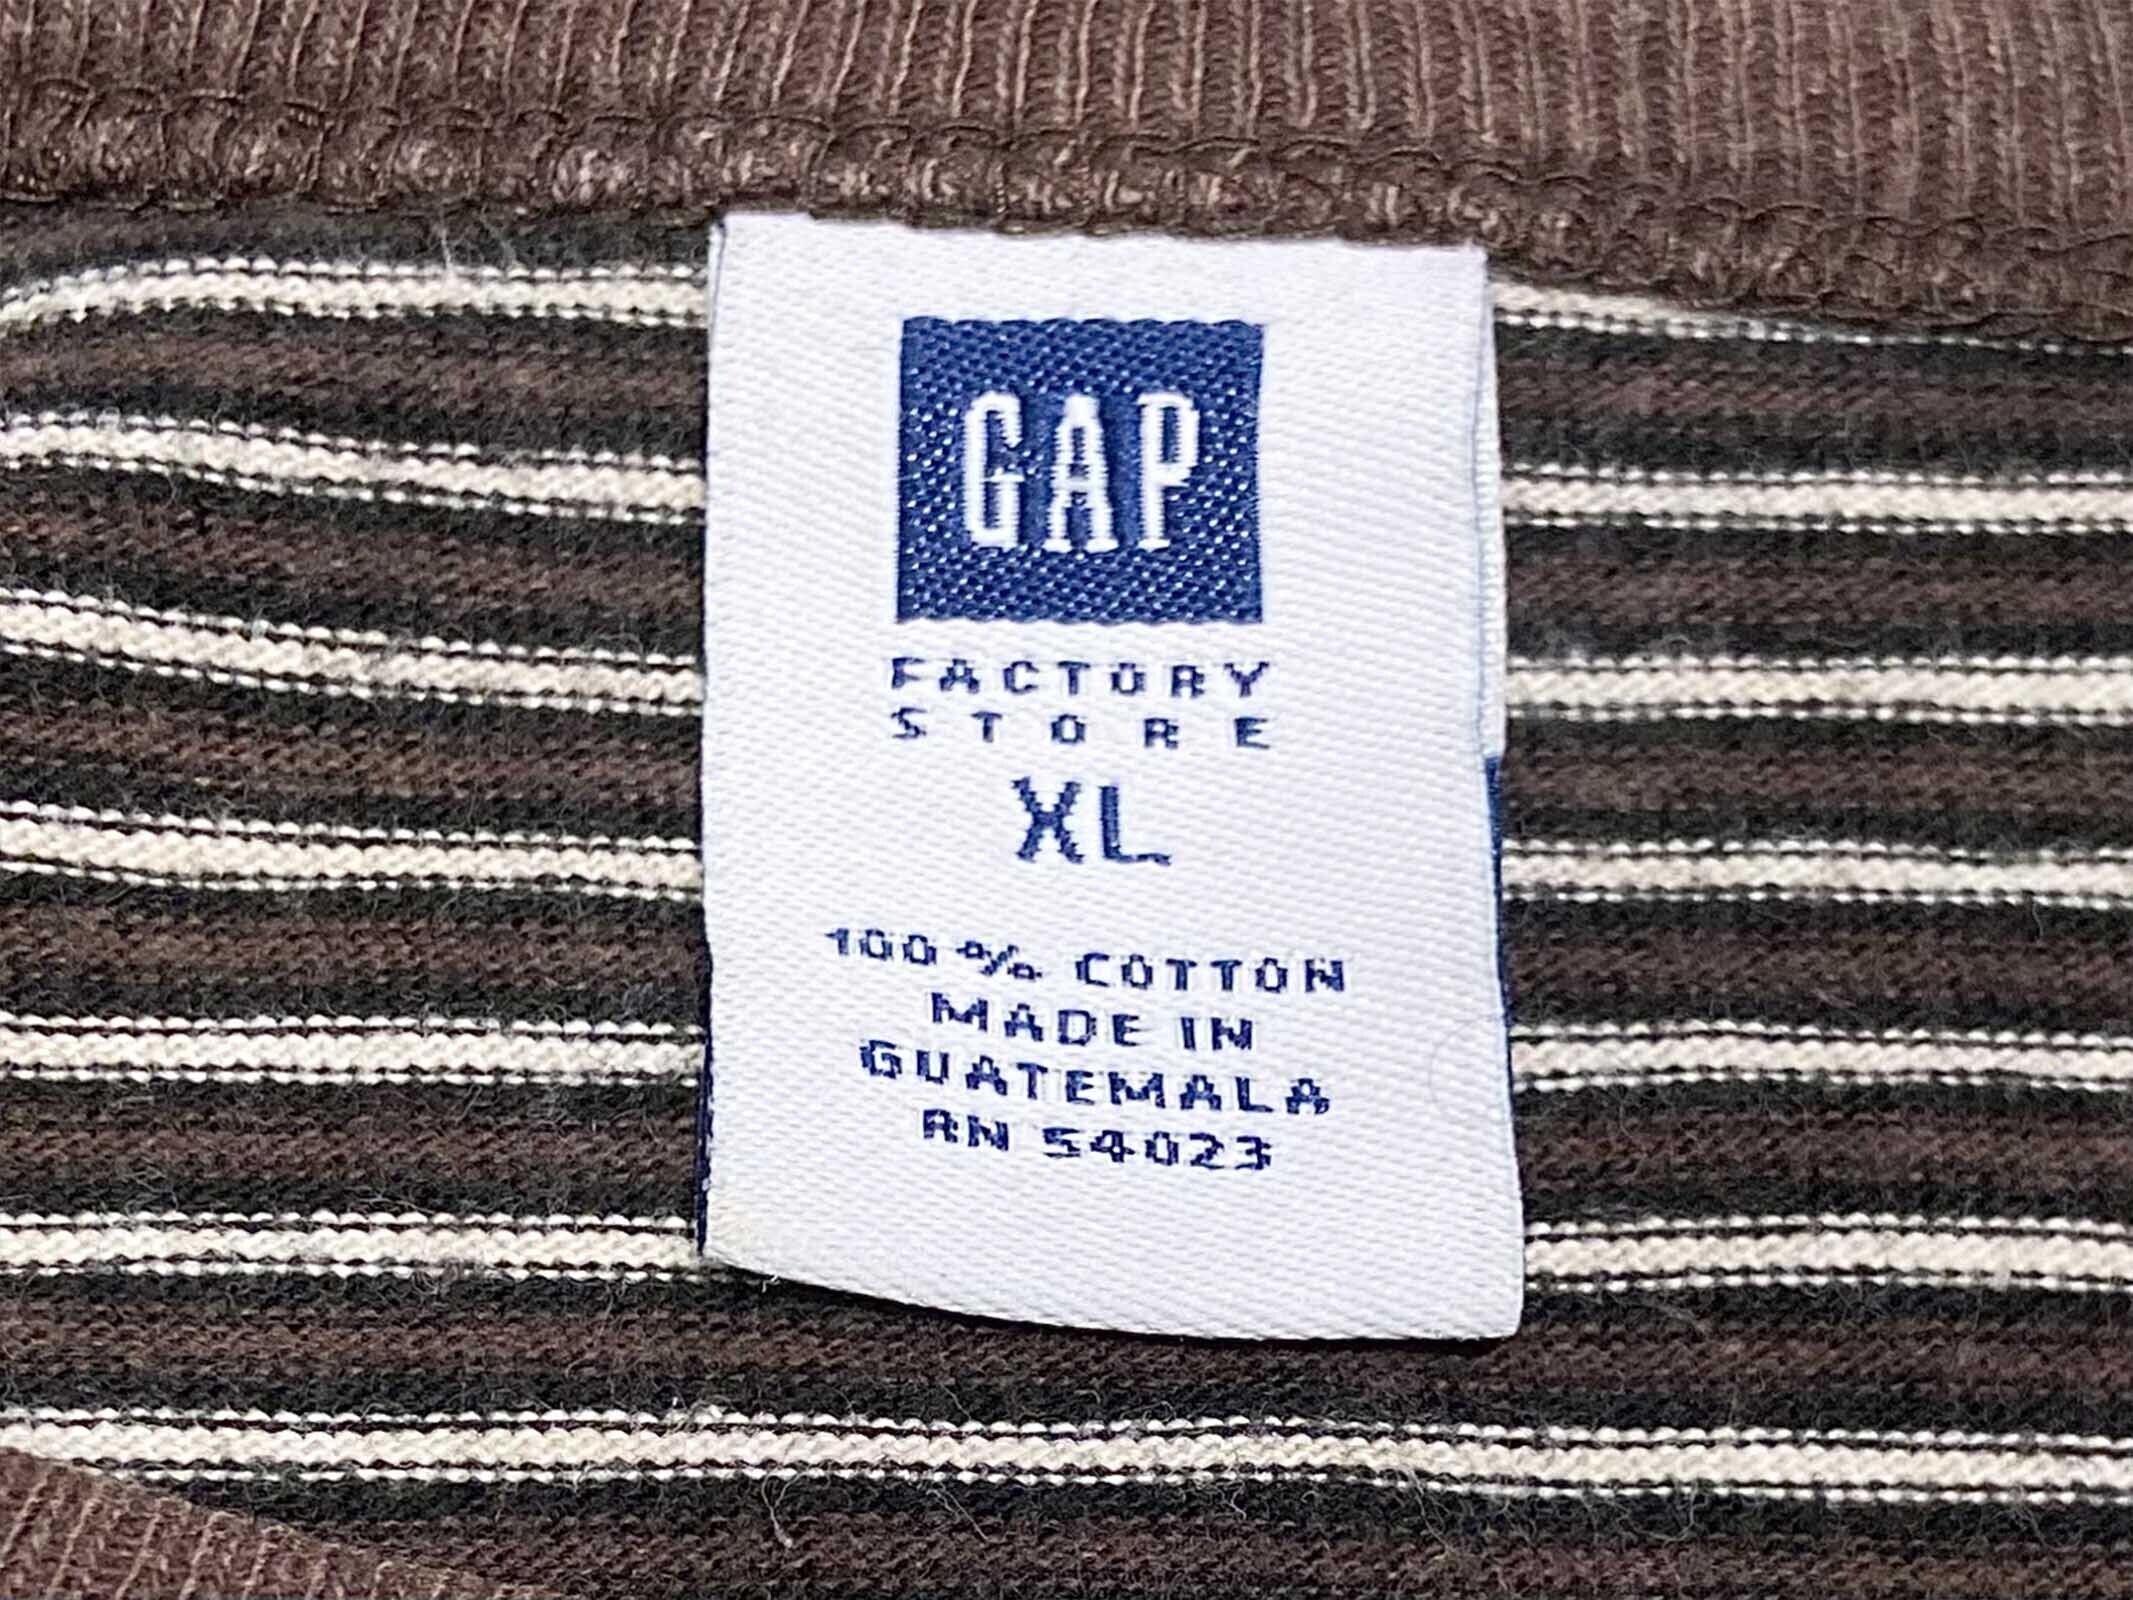 GAP
FACTORY
STORE
XL
100% COTTON
MADE IN
GUATEMALA
RN 54023